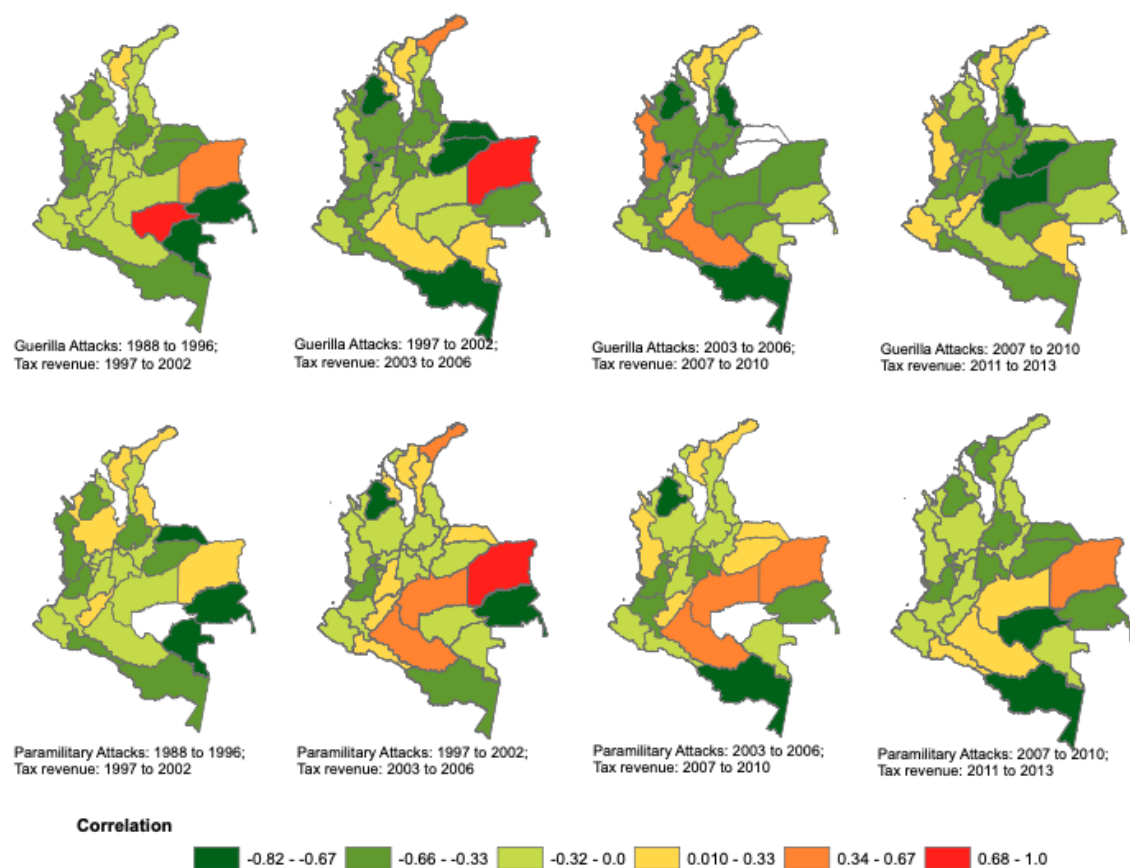 Guerilla Attacks: 1988 to 1996;
Tax revenue: 1997 to 2002
Guerilla Attacks: 1997 to 2002;
Tax revenue: 2003 to 2006
Guerilla Attacks: 2003 to 2006;
Tax revenue: 2007 to 2010
Guerilla Attacks: 2007 to 2010
Tax revenue: 2011 to 2013
Paramilitary Attacks: 1988 to 1996;
Tax revenue: 1997 to 2002
Paramilitary Attacks: 1997 to 2002;
Tax revenue: 2003 to 2006
Paramilitary Attacks: 2003 to 2006;
Tax revenue: 2007 to 2010
Paramilitary Attacks: 2007 to 2010;
Tax revenue: 2011 to 2013
Correlation
-0.82 - -0.67 -0.66 - -0.33 -0.32 - 0.0 0.010 - 0.33 0.34 - 0.67 0.68 - 1.0